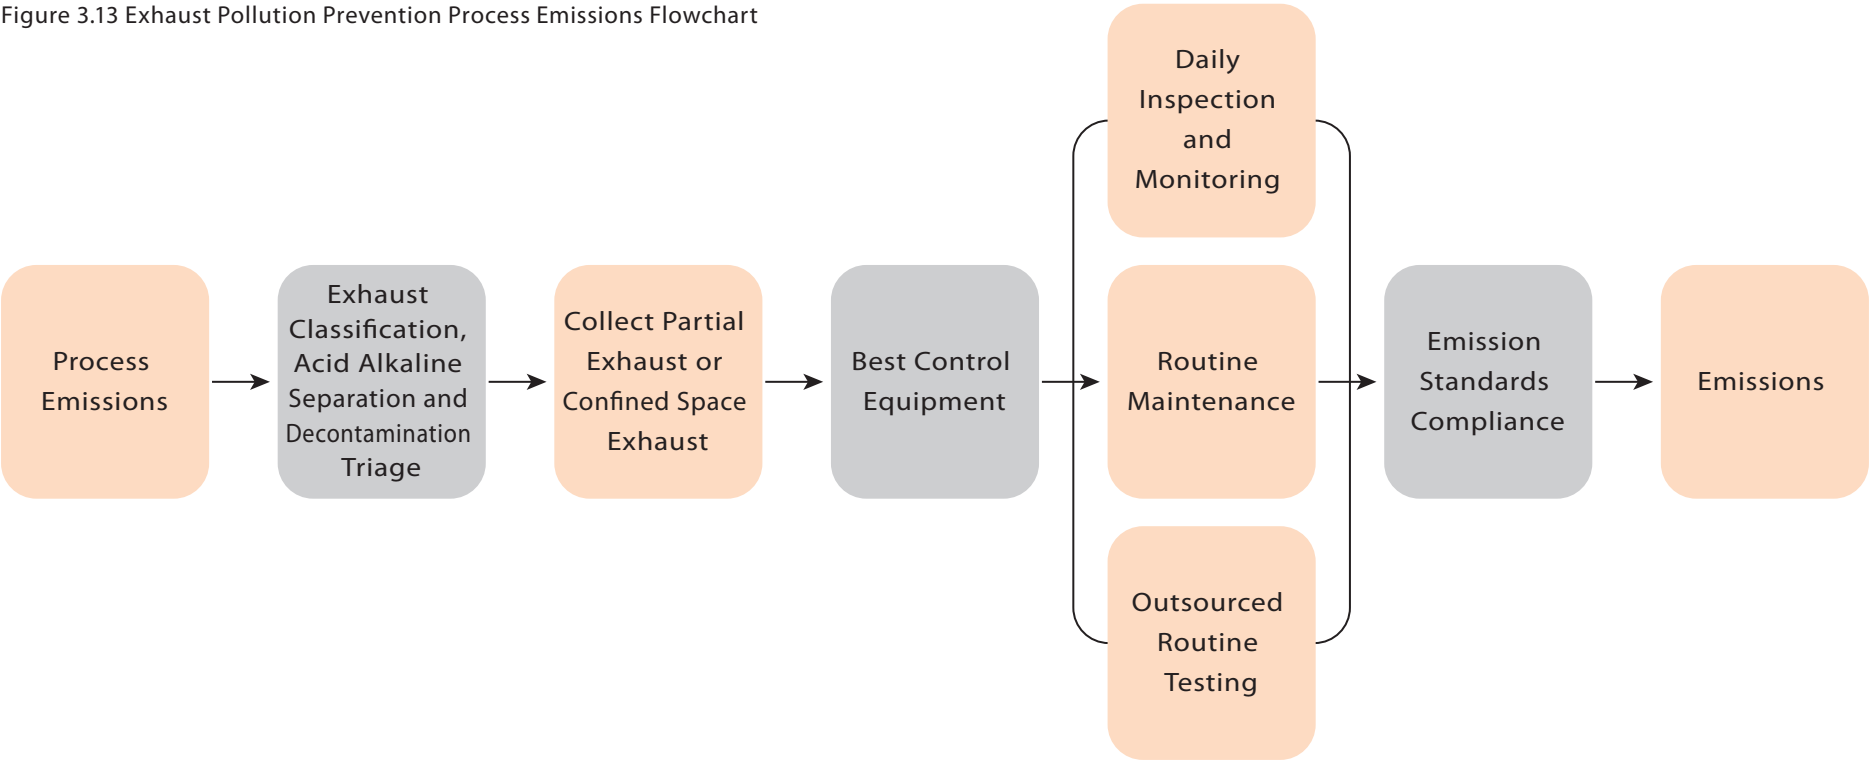 Figure 3.13 Exhaust Pollution Prevention Process Emissions Flowchart
Process
Emissions
Exhaust
Classification,
Acid Alkaline
Separation and
Decontamination
Triage
Collect Partial
Exhaust or
Confined Space
Exhaust
Best Control
Equipment
Daily
Inspection
and
Monitoring
Routine
Maintenance
Outsourced
Routine
Testing
Emission
Standards
Compliance
Emissions